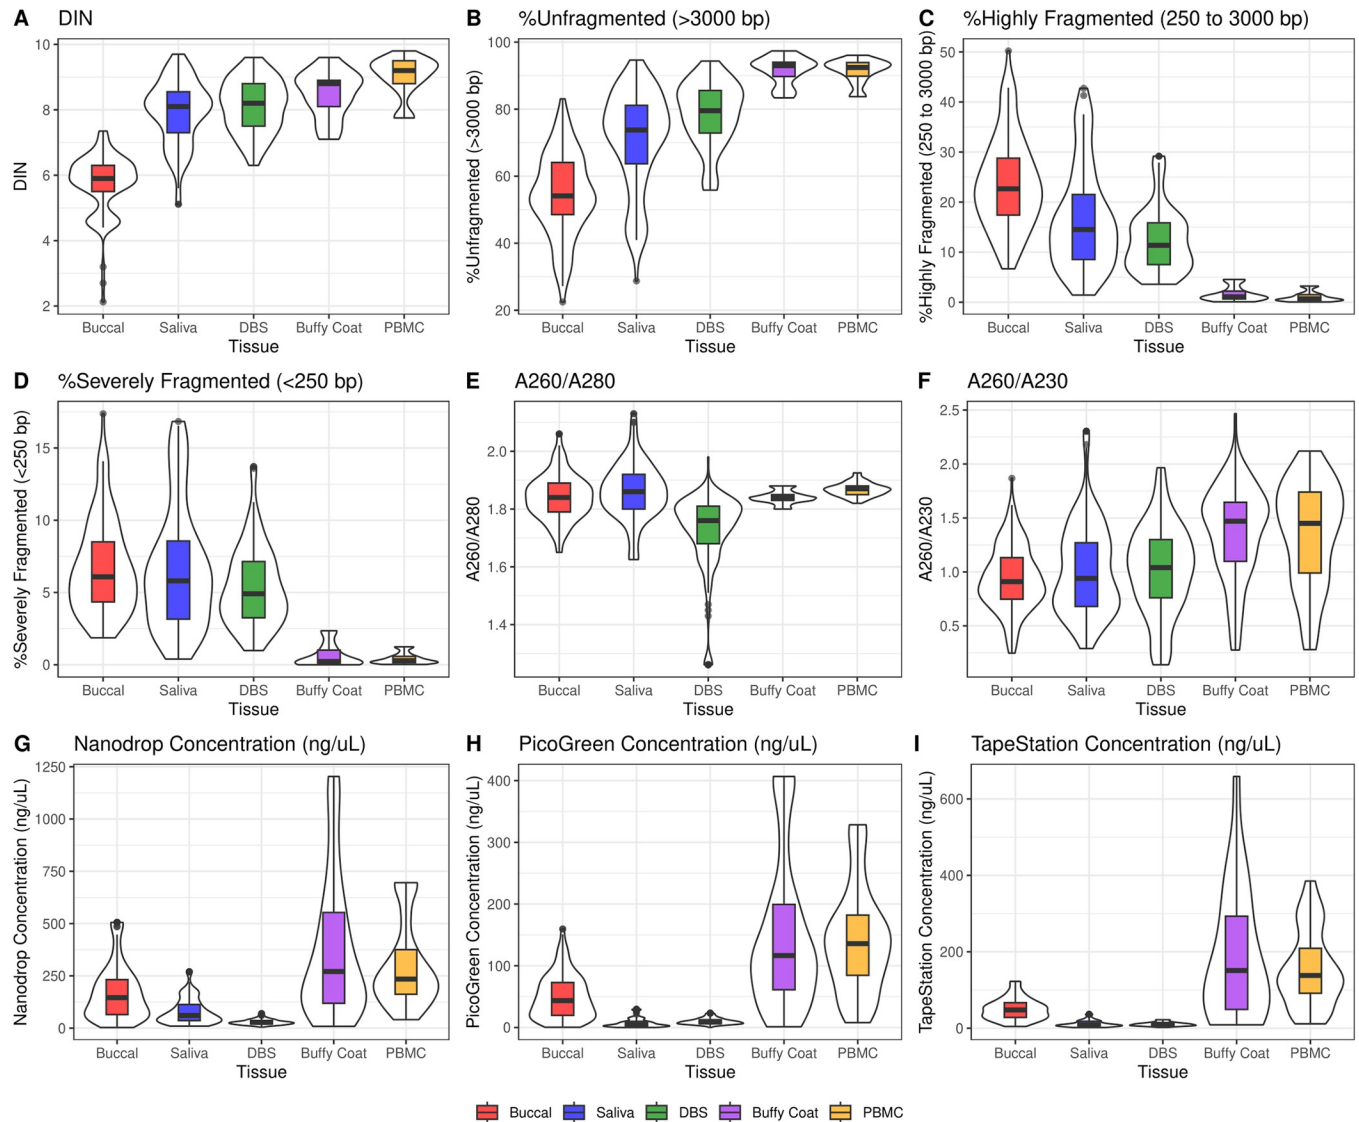 A DIN
B %Unfragmented (>3000 bp)
C %Highly Fragmented (250 to 3000 bp)
DIN
10
8
6
4
2
Buccal Saliva DBS Buffy Coat PBMC
Tissue
%Unfragmented (>3000 bp)
100
80
60
40
20
Buccal Saliva DBS Buffy Coat PBMC
Tissue
%Highly Fragmented (250 to 3000 bp)
50
40
30
20
10
0
Buccal Saliva DBS Buffy Coat PBMC
Tissue
D %Severely Fragmented (<250 bp)
E A260/A280
F A260/A230
%Severely Fragmented (<250 bp)
15
10
5
0
Buccal Saliva DBS Buffy Coat PBMC
Tissue
A260/A280
2.0
1.8
1.6
1.4
Buccal Saliva DBS Buffy Coat PBMC
Tissue
A260/A230
2.5
2.0
1.5
1.0
0.5
Buccal Saliva DBS Buffy Coat PBMC
Tissue
G Nanodrop Concentration (ng/uL)
H PicoGreen Concentration (ng/uL)
I TapeStation Concentration (ng/uL)
Nanodrop Concentration (ng/uL)
1250
1000
750
500
250
0
Buccal Saliva DBS Buffy Coat PBMC
Tissue
PicoGreen Concentration (ng/uL)
400
300
200
100
0
Buccal Saliva DBS Buffy Coat PBMC
Tissue
TapeStation Concentration (ng/uL)
600
400
200
0
Buccal Saliva DBS Buffy Coat PBMC
Tissue
Buccal Saliva DBS Buffy Coat PBMC